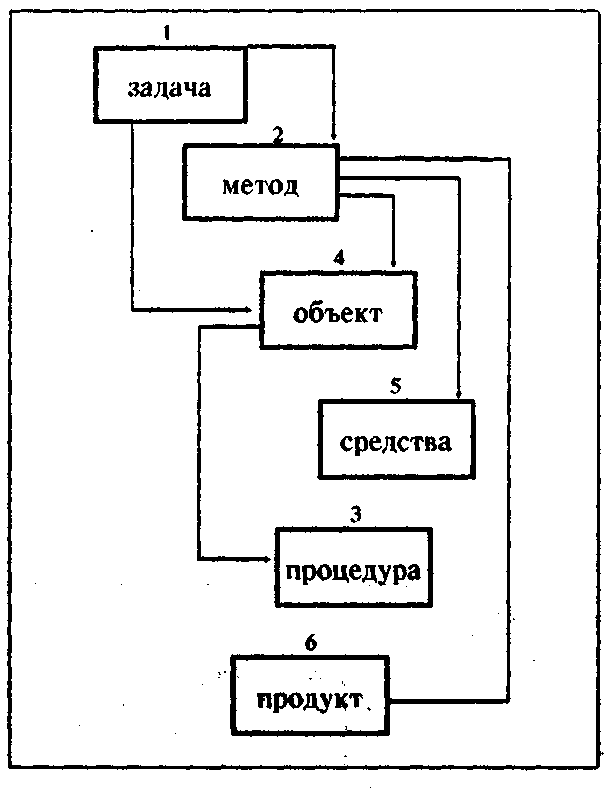 1
задача
2
метод
4
объект
5
средства
3
процедура
6
продукт